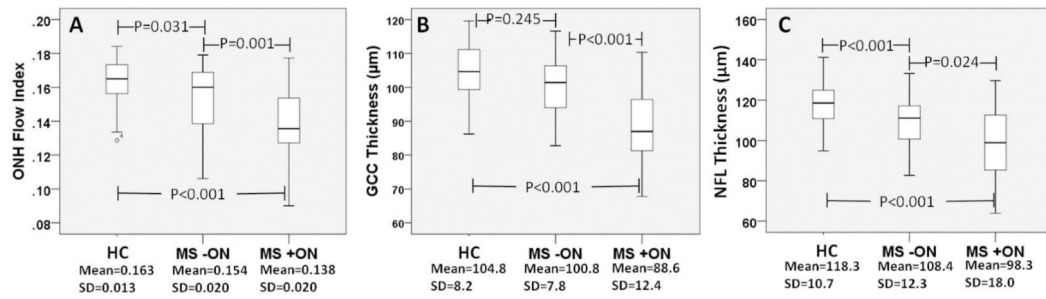 A
ONH Flow Index
.20
.18
.16
.14
.12
.10
.08
P=0.031
P=0.001
P<0.001
4
HC
MS -ON
MS +ON
Mean=0.163
Mean=0.154
Mean=0.138
SD=0.013
SD=0.020
SD=0.020
B
GCC Thickness (µm)
120
110
100
90
80
70
60
P=0.245
P<0.001
P<0.001
HC
MS -ON
MS +ON
Mean=104.8
Mean=100.8
Mean=88.6
SD=8.2
SD=7.8
SD=12.4
C
NFL Thickness (µm)
160
140
120
100
80
60
P<0.001
P=0.024
P<0.001
HC
MS -ON
MS +ON
Mean=118.3
Mean=108.4
Mean=98.3
SD=10.7
SD=12.3
SD=18.0